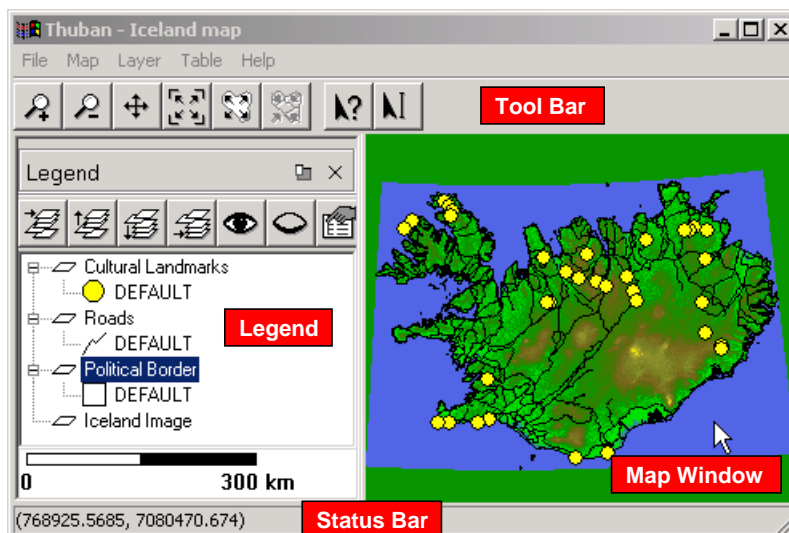 Thuban - Iceland map
File Map Layer Table Help
Tool Bar
Legend
Cultural Landmarks
DEFAULT
Roads
DEFAULT
Legend
Political Border
DEFAULT
Iceland Image
0 300 km
Map Window
(768925.5685, 7080470.674)
Status Bar